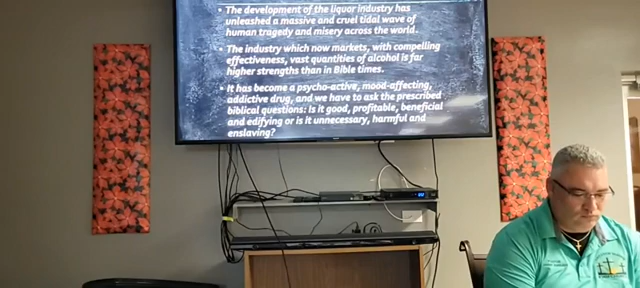 • The development of the liquor industry has
unleashed a massive and cruel tidal wave of
human tragedy and misery across the world.
• The industry which now markets, with compelling
effectiveness, vast quantities of alcohol is far
higher strengths than in Bible times.
• It has become a psycho-active, mood-affecting,
addictive drug, and we have to ask the prescribed
biblical questions: Is it good, profitable, beneficial
and edifying or is it unnecessary, harmful and
enslaving?